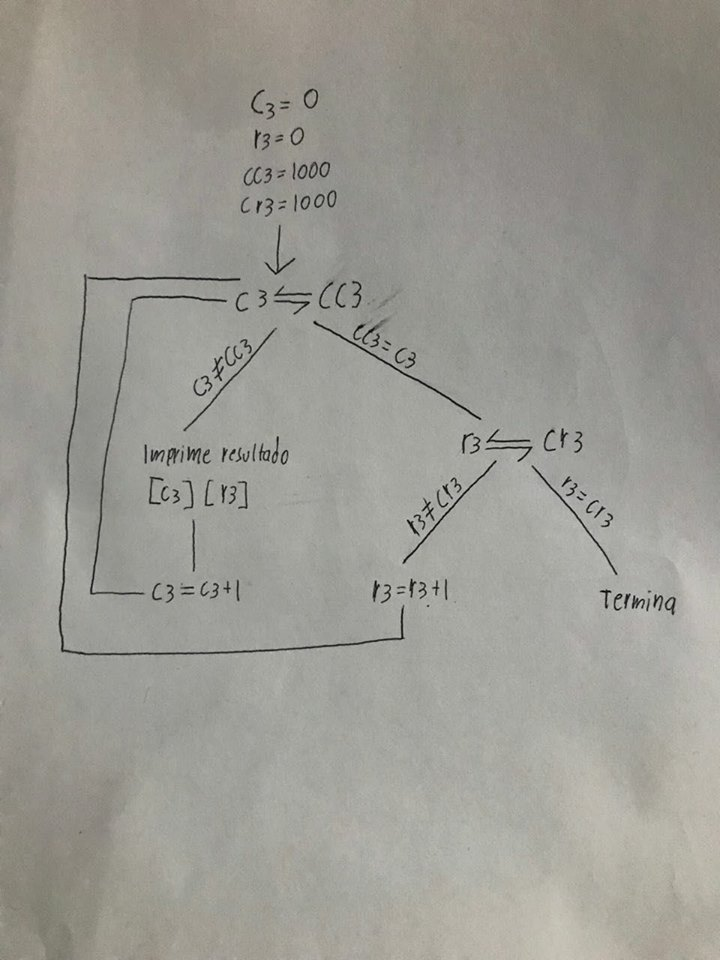 C3 = 0
r3 = 0
CC3 = 1000
Cr3 = 1000
C3 ⇌ CC3
C3 ≠ CC3
CC3 = C3
r3 ⇌ Cr3
Imprime resultado
[C3] [r3]
r3 ≠ Cr3
r3 = Cr3
C3 = C3+1
r3 = r3+1
Termina